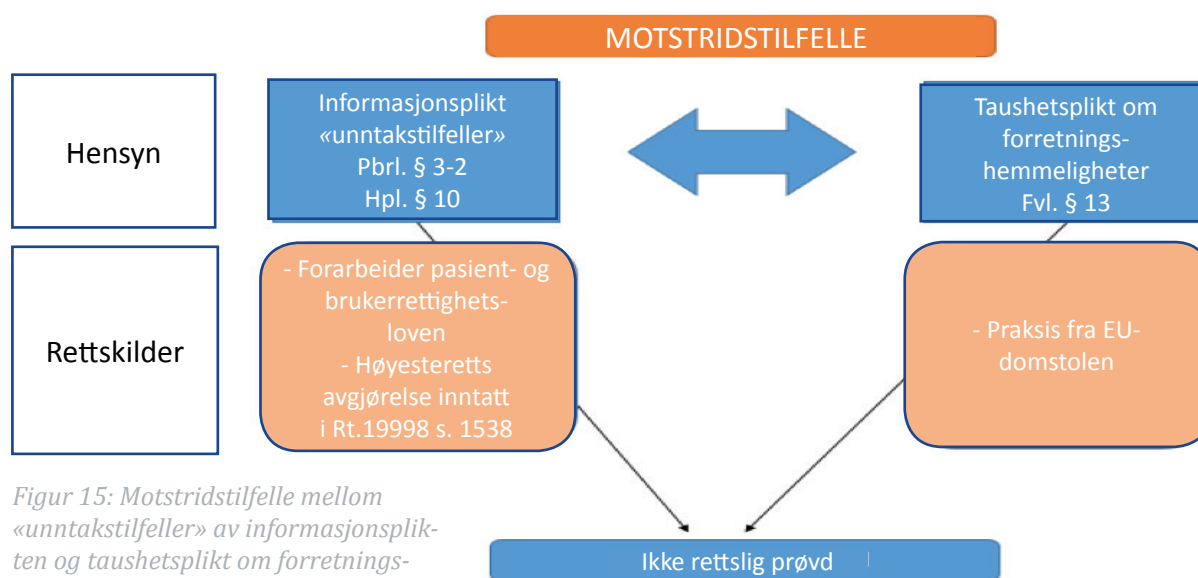 MOTSTRIDSTILFELLE
Hensyn
Informasjonsplikt
«unntakstilfeller»
Pbrl. § 3-2
Hpl. § 10
Taushetsplikt om
forretnings-
hemmeligheter
Fvl. § 13
Rettskilder
- Forarbeider pasient- og
brukerrettighets-
loven
- Høyesteretts
avgjørelse inntatt
i Rt.19998 s. 1538
- Praksis fra EU-
domstolen
Figur 15: Motstridstilfelle mellom
«unntakstilfeller» av informasjonsplik-
ten og taushetsplikt om forretnings-
Ikke rettslig prøvd